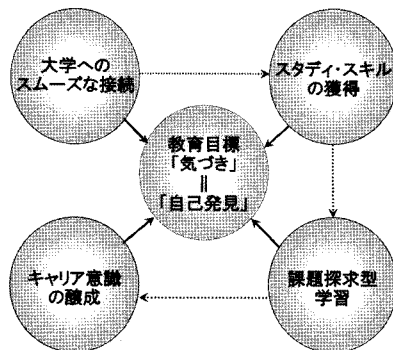 大学への
スムーズな接続
スタディ・スキル
の獲得
教育目標
「気づき」
||
「自己発見」
キャリア意識
の醸成
課題探求型
学習